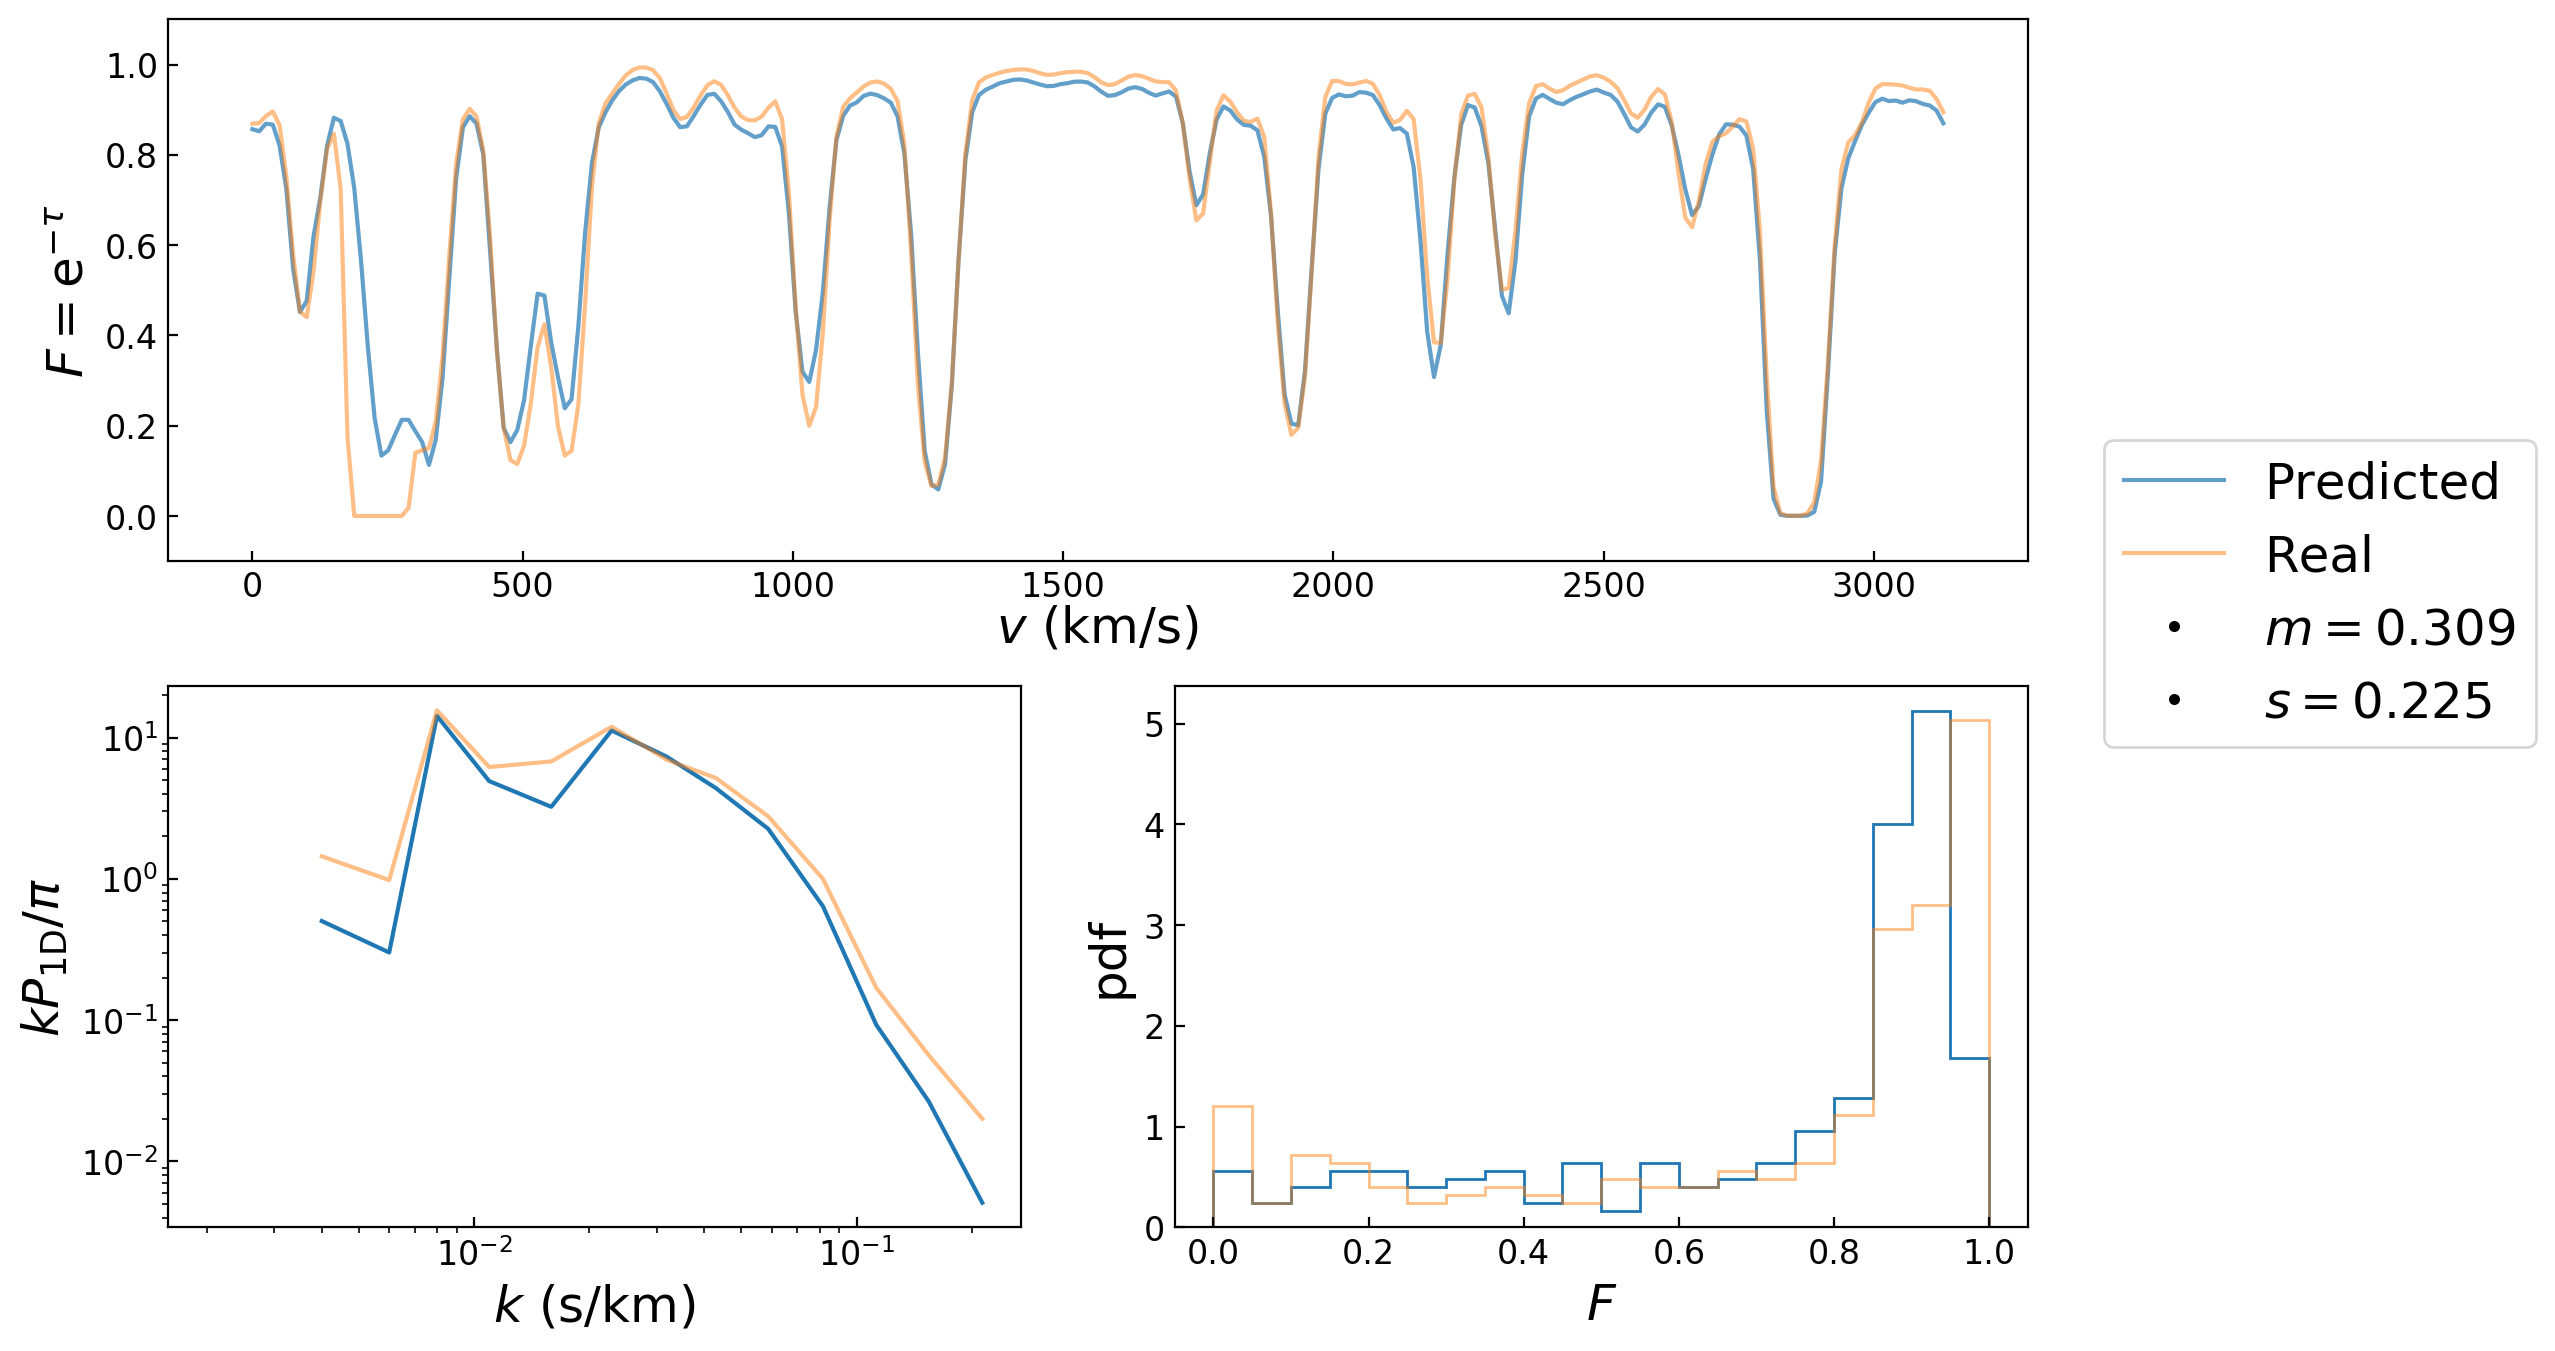 1.0
0.8
0.6
0.4
0.2
0.0
F = e^{−τ}
0 500 1000 1500 2000 2500 3000
v (km/s)
Predicted
Real
m = 0.309
s = 0.225
10^1
10^0
10^{−1}
10^{−2}
kP_{1D}/π
10^{−2} 10^{−1}
k (s/km)
5
4
3
2
1
0
pdf
0.0 0.2 0.4 0.6 0.8 1.0
F